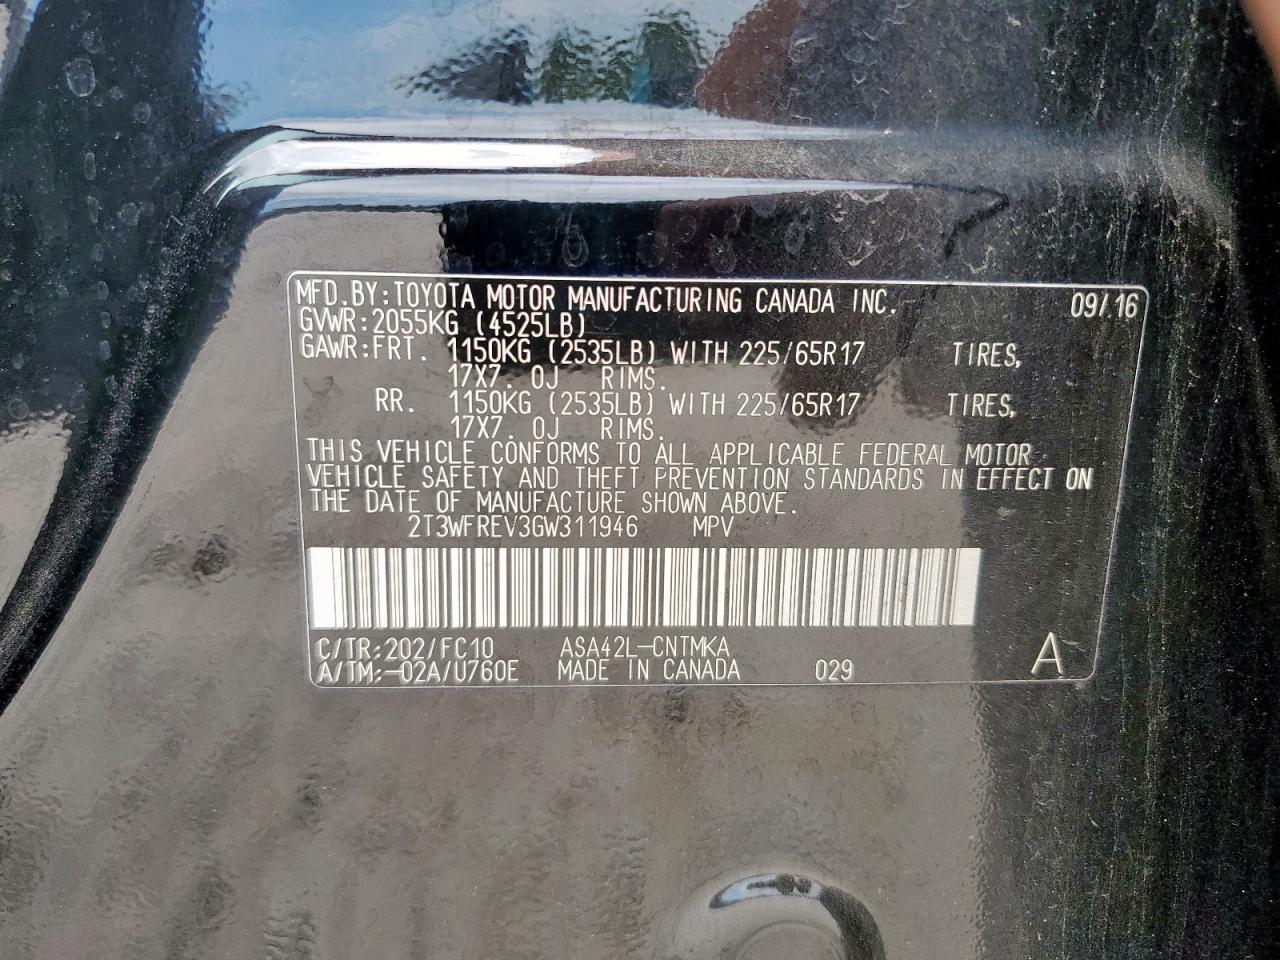 MFD.BY:TOYOTA MOTOR MANUFACTURING CANADA INC. 09/16
GVWR:2055KG (4525LB)
GAWR:FRT. 1150KG (2535LB) WITH 225/65R17 TIRES,
17X7.0J RIMS.
RR. 1150KG (2535LB) WITH 225/65R17 TIRES,
17X7.0J RIMS.
THIS VEHICLE CONFORMS TO ALL APPLICABLE FEDERAL MOTOR
VEHICLE SAFETY AND THEFT PREVENTION STANDARDS IN EFFECT ON
THE DATE OF MANUFACTURE SHOWN ABOVE.
2T3WFREV3GW311946 MPV
C/TR:202/FC10 ASA42L-CNTMKA
A/TM:-02A/U760E MADE IN CANADA 029 A